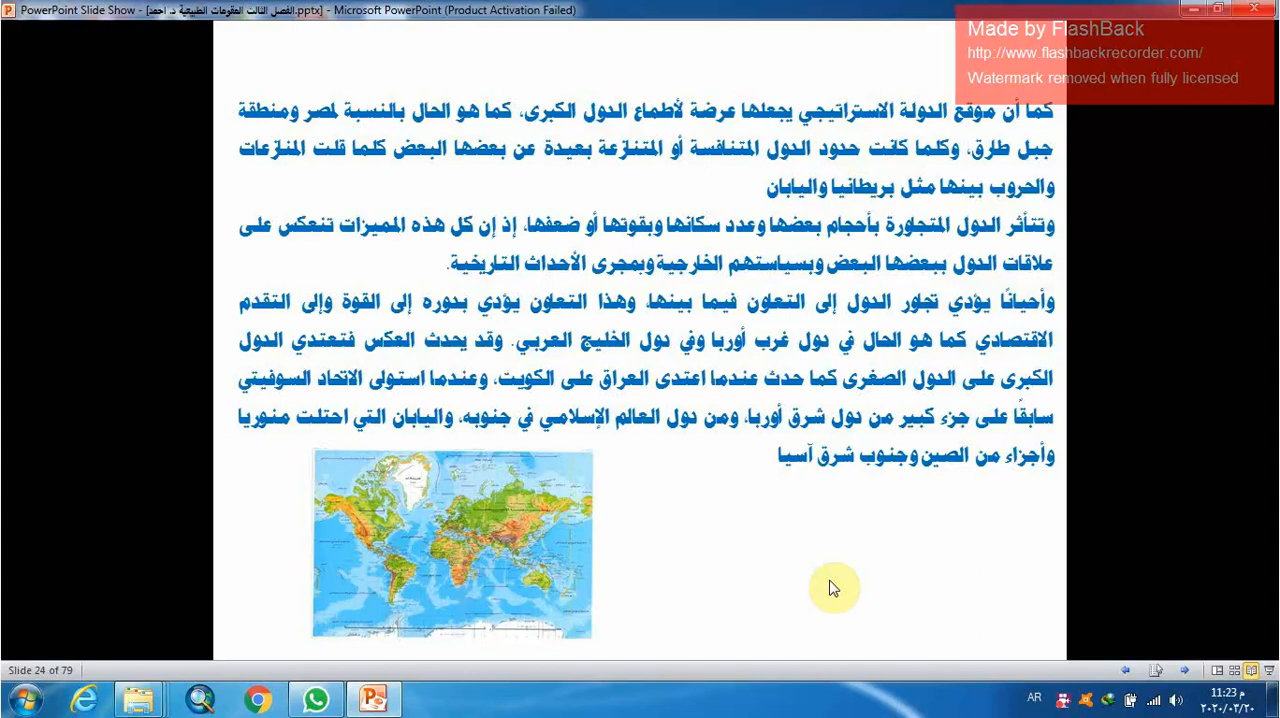 PowerPoint Slide Show - [الفصل الثالث المقومات الطبيعية د. احمد.pptx] - Microsoft PowerPoint (Product Activation Failed)
Made by FlashBack
http://www.flashbackrecorder.com/
Watermark removed when fully licensed
كما أن موقع الدولة الاستراتيجي يجعلها عرضة لأطماع الدول الكبرى، كما هو الحال بالنسبة لمصر ومنطقة
جبل طارق، وكلما كانت حدود الدول المتنافسة أو المتنازعة بعيدة عن بعضها البعض كلما قلت المنازعات
والحروب بينها مثل بريطانيا واليابان
وتتأثر الدول المتجاورة بأحجام بعضها وعدد سكانها وبقوتها أو ضعفها، إذ إن كل هذه المميزات تنعكس على
علاقات الدول ببعضها البعض وبسياستهم الخارجية وبمجرى الأحداث التاريخية.
وأحيانًا يؤدي تجاور الدول إلى التعاون فيما بينها، وهذا التعاون يؤدي بدوره إلى القوة وإلى التقدم
الاقتصادي كما هو الحال في دول غرب أوربا وفي دول الخليج العربي. وقد يحدث العكس فتعتدي الدول
الكبرى على الدول الصغرى كما حدث عندما اعتدى العراق على الكويت، وعندما استولى الاتحاد السوفيتي
سابقًا على جزء كبير من دول شرق أوربا، ومن دول العالم الإسلامي في جنوبه، واليابان التي احتلت منوريا
وأجزاء من الصين وجنوب شرق آسيا
Slide 24 of 79
AR
11:23 م
٢٠٢٠/٠٣/٢٠